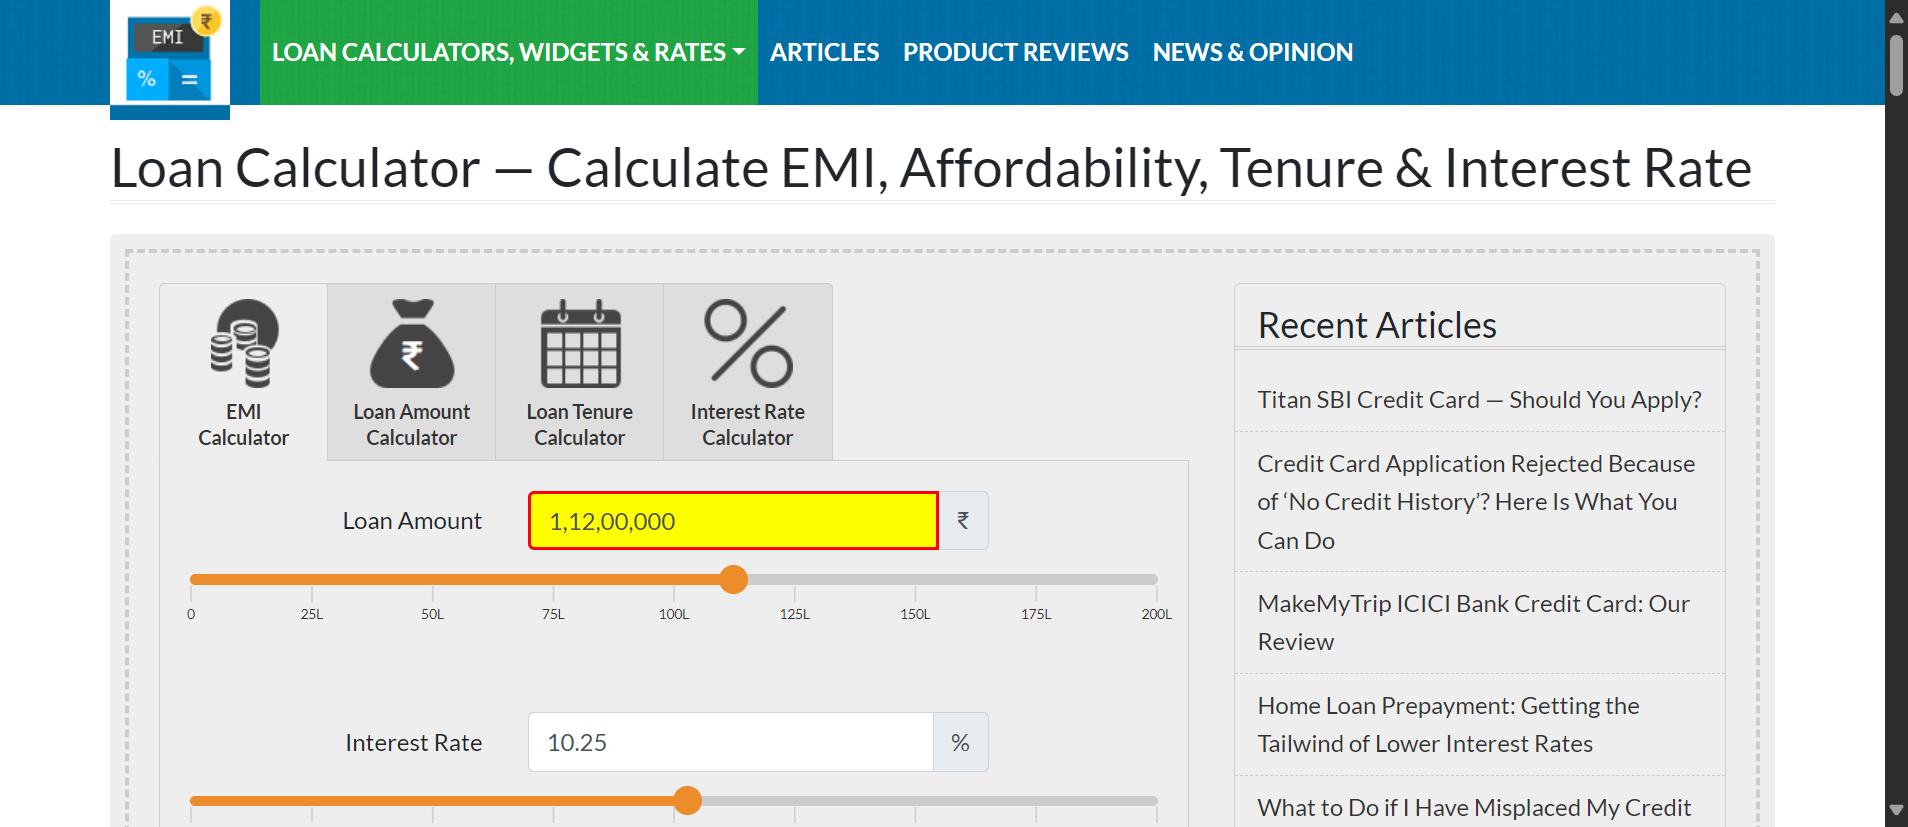 EMI
₹
%
=
LOAN CALCULATORS, WIDGETS & RATES
ARTICLES
PRODUCT REVIEWS
NEWS & OPINION
Loan Calculator — Calculate EMI, Affordability, Tenure & Interest Rate
₹
EMI
Calculator
Loan Amount
Calculator
Loan Tenure
Calculator
Interest Rate
Calculator
Loan Amount
1,12,00,000
₹
0
25L
50L
75L
100L
125L
150L
175L
200L
Interest Rate
10.25
%
Recent Articles
Titan SBI Credit Card — Should You Apply?
Credit Card Application Rejected Because
of ‘No Credit History’? Here Is What You
Can Do
MakeMyTrip ICICI Bank Credit Card: Our
Review
Home Loan Prepayment: Getting the
Tailwind of Lower Interest Rates
What to Do if I Have Misplaced My Credit